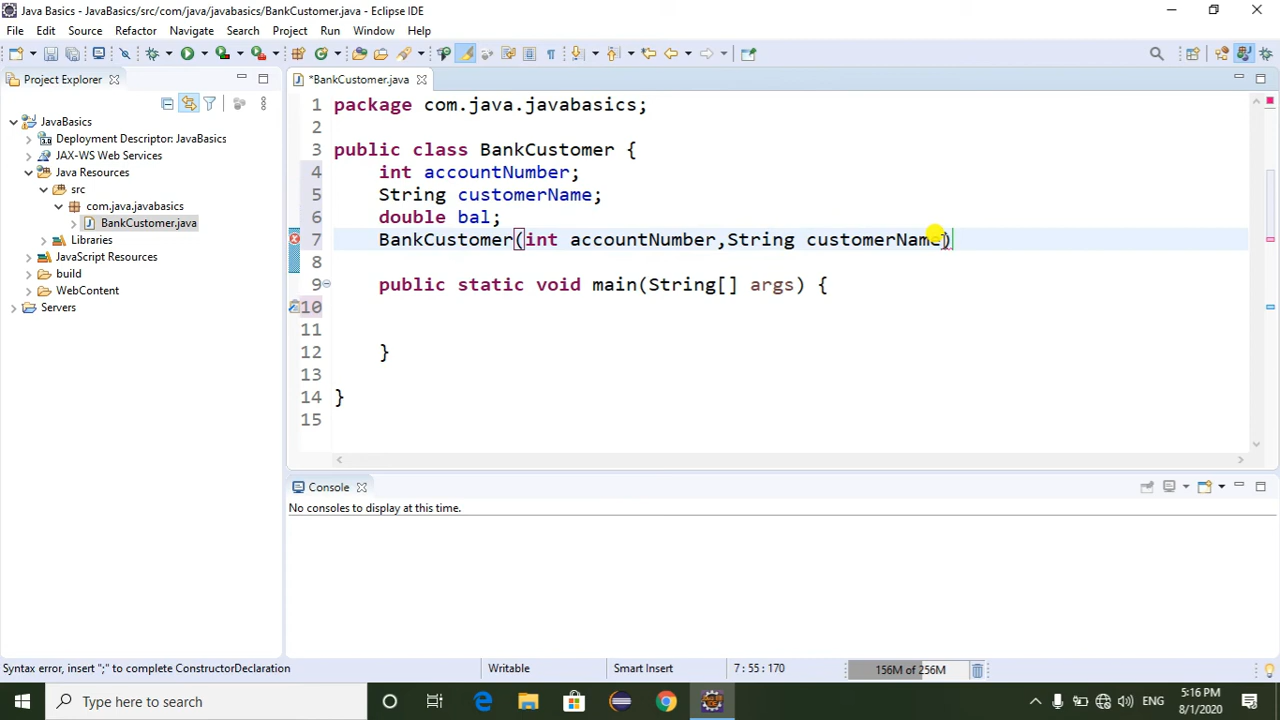 Java Basics - JavaBasics/src/com/java/javabasics/BankCustomer.java - Eclipse IDE
File Edit Source Refactor Navigate Search Project Run Window Help
Project Explorer
*BankCustomer.java
JavaBasics
Deployment Descriptor: JavaBasics
JAX-WS Web Services
Java Resources
src
com.java.javabasics
BankCustomer.java
Libraries
JavaScript Resources
build
WebContent
Servers
1 package com.java.javabasics;
2
3 public class BankCustomer {
4 int accountNumber;
5 String customerName;
6 double bal;
7 BankCustomer(int accountNumber,String customerName)
8
9 public static void main(String[] args) {
10
11
12 }
13
14 }
15
Console
No consoles to display at this time.
Syntax error, insert ";" to complete ConstructorDeclaration
Writable
Smart Insert
7 : 55 : 170
156M of 256M
Type here to search
ENG
5:16 PM
8/1/2020